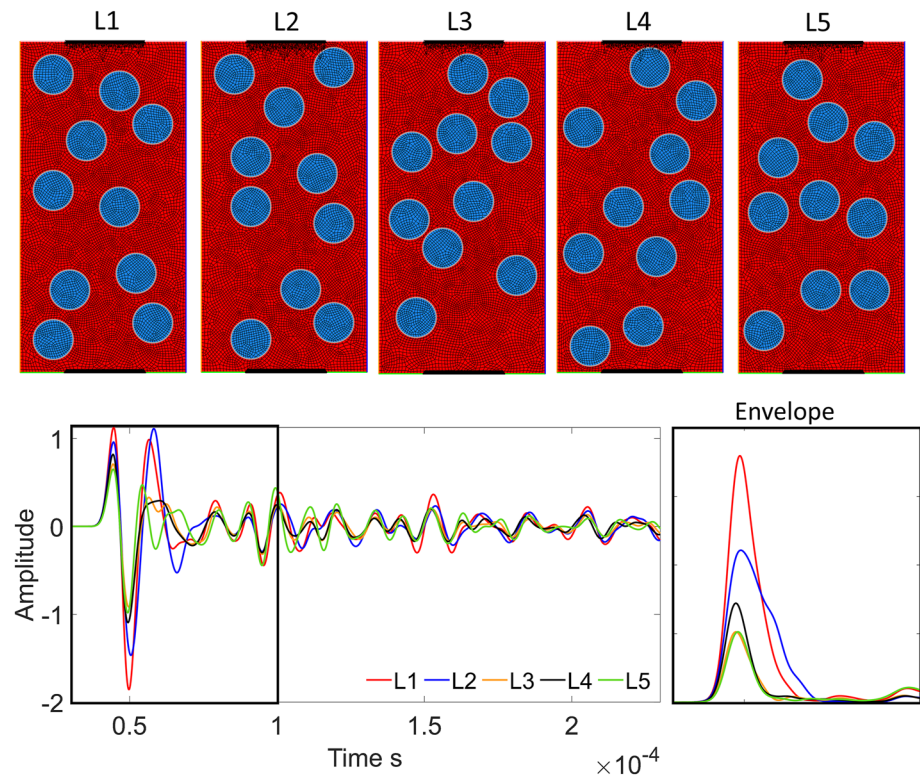 L1 L2 L3 L4 L5
Envelope
1
0
-1
-2
Amplitude
L1 L2 L3 L4 L5
0.5 1 1.5 2
Time s
×10⁻⁴